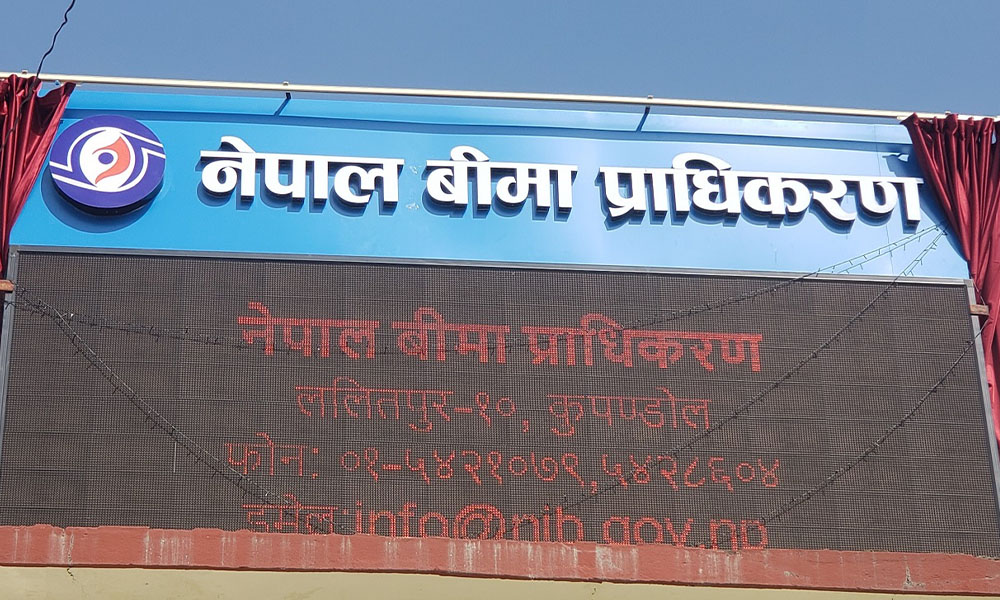 नेपाल बीमा प्राधिकरण
नेपाल बीमा प्राधिकरण
ललितपुर-१०, कुपण्डोल
फोन: ०१-५४२१०७९,५४२८६०४
इमेल:info@nib.gov.np